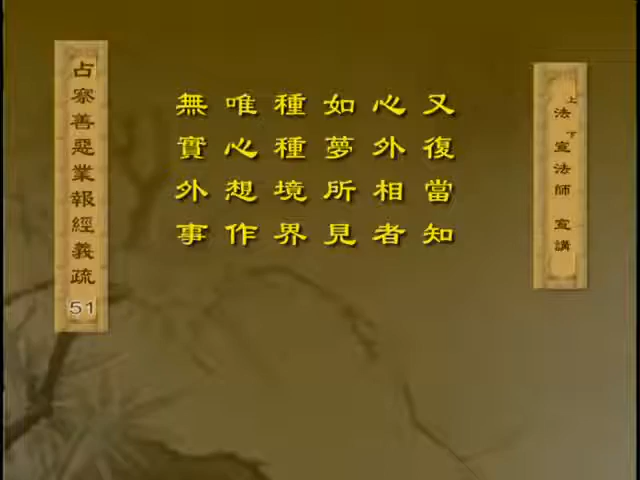 又復當知
心外相者
如夢所見
種種境界
唯心想作
無實外事
占察善惡業報經義疏
51
上法下宣法師 宣講